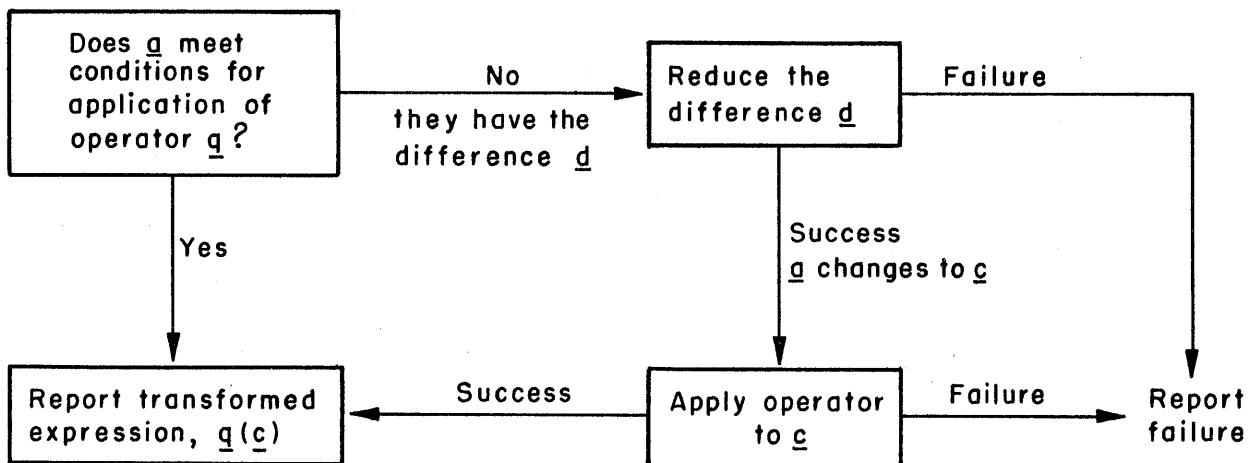 Does a meet
conditions for
application of
operator q?
No
they have the
difference d
Reduce the
difference d
Failure
Yes
Success
a changes to c
Report transformed
expression, q(c)
Success
Apply operator
to c
Failure
Report
failure